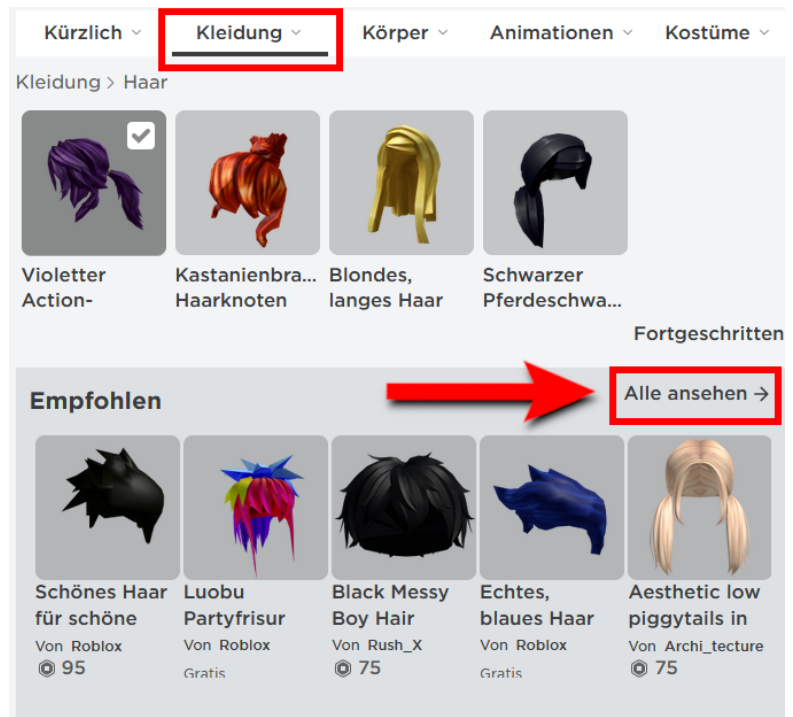 Kürzlich Kleidung Körper Animationen Kostüme
Kleidung > Haar
Violetter Action-
Kastanienbra... Haarknoten
Blondes, langes Haar
Schwarzer Pferdeschwa...
Fortgeschritten
Empfohlen
Alle ansehen →
Schönes Haar für schöne
Von Roblox
95
Luobu Partyfrisur
Von Roblox
Gratis
Black Messy Boy Hair
Von Rush_X
75
Echtes, blaues Haar
Von Roblox
Gratis
Aesthetic low piggytails in
Von Archi_tecture
75